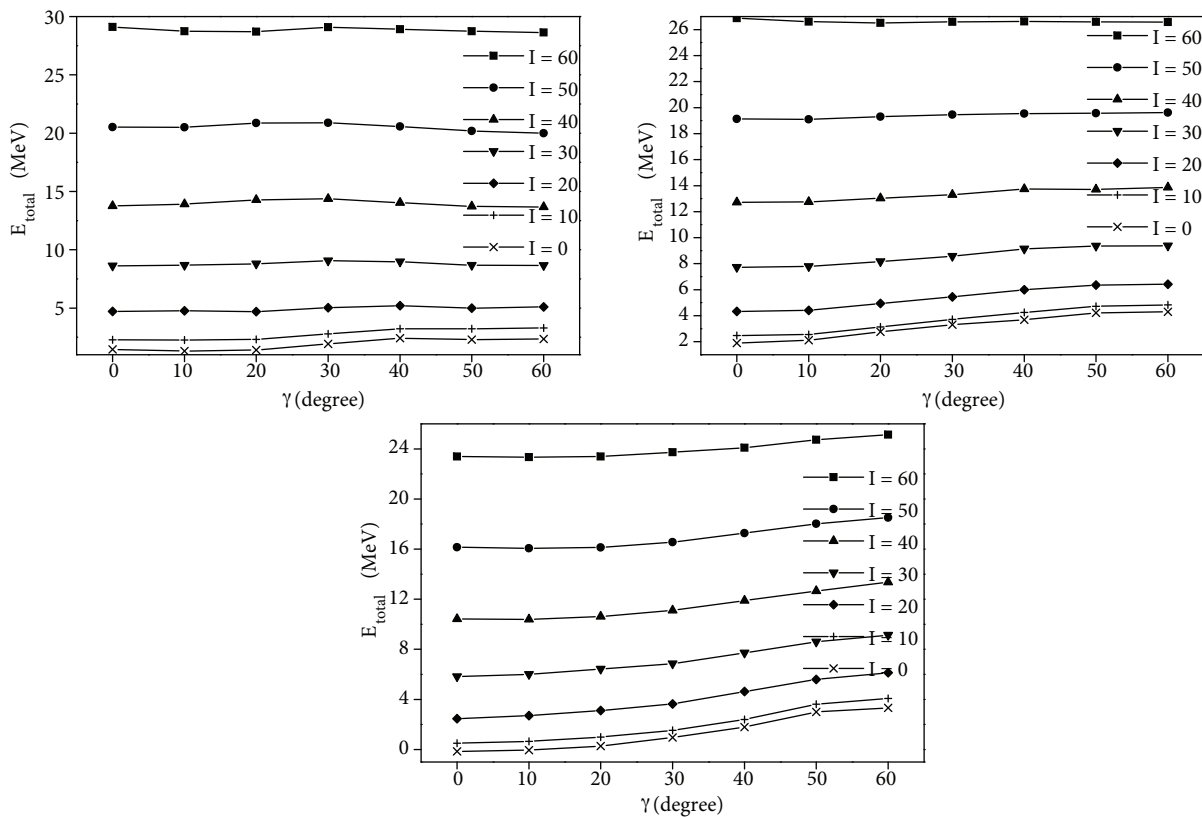 30
25
20
15
10
5
E_total (MeV)
I = 60
I = 50
I = 40
I = 30
I = 20
I = 10
I = 0
0 10 20 30 40 50 60
γ (degree)
26
24
22
20
18
16
14
12
10
8
6
4
2
E_total (MeV)
I = 60
I = 50
I = 40
I = 30
I = 20
I = 10
I = 0
0 10 20 30 40 50 60
γ (degree)
24
20
16
12
8
4
0
E_total (MeV)
I = 60
I = 50
I = 40
I = 30
I = 20
I = 10
I = 0
0 10 20 30 40 50 60
γ (degree)